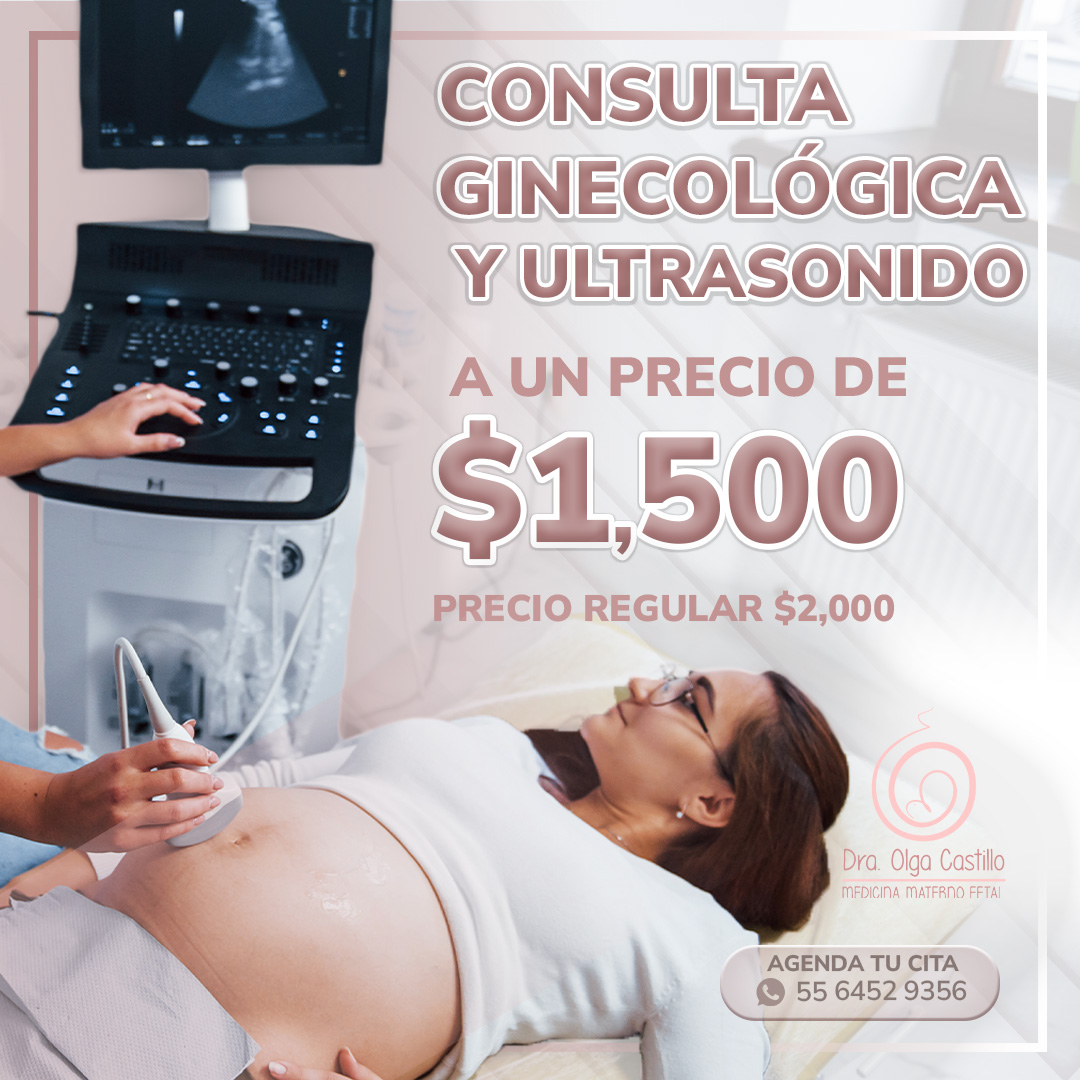 CONSULTA
GINECOLÓGICA
Y ULTRASONIDO
A UN PRECIO DE
$1,500
PRECIO REGULAR $2,000
Dra. Olga Castillo
MEDICINA MATERNO FETAL
AGENDA TU CITA
55 6452 9356